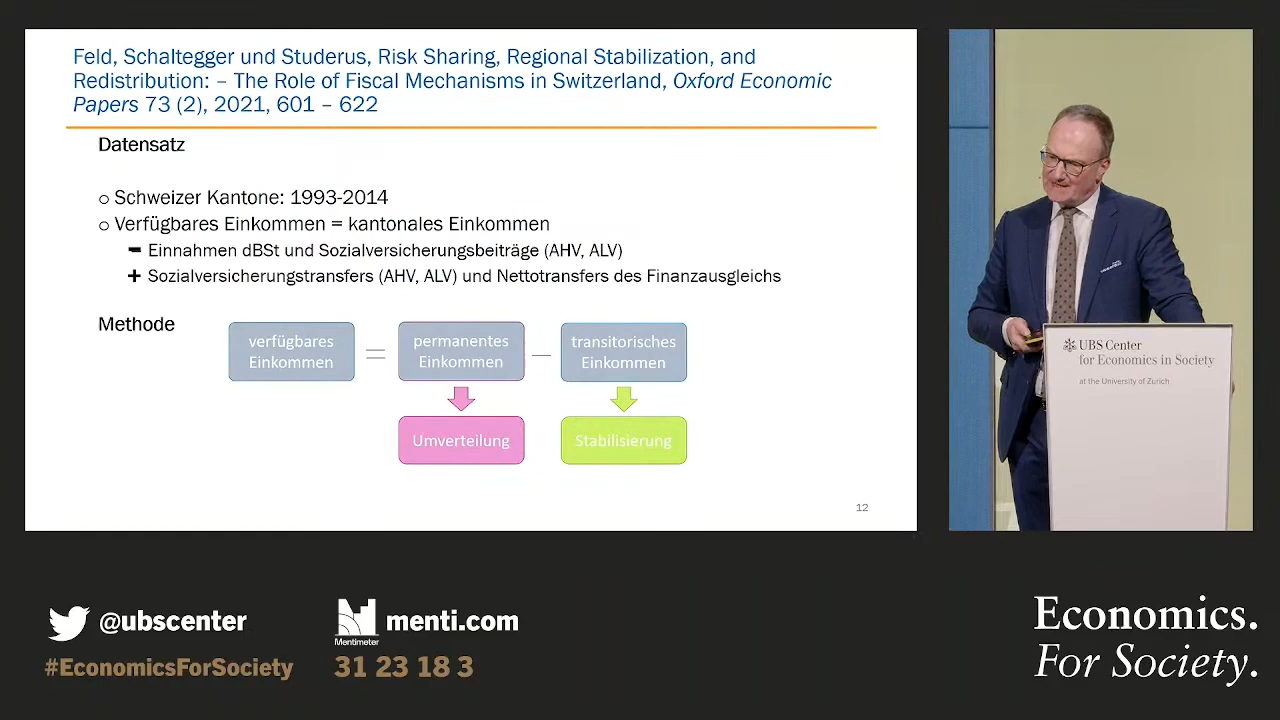 Feld, Schaltegger und Studerus, Risk Sharing, Regional Stabilization, and
Redistribution: – The Role of Fiscal Mechanisms in Switzerland, Oxford Economic
Papers 73 (2), 2021, 601 – 622
Datensatz
Schweizer Kantone: 1993-2014
Verfügbares Einkommen = kantonales Einkommen
━ Einnahmen dBSt und Sozialversicherungsbeiträge (AHV, ALV)
+ Sozialversicherungstransfers (AHV, ALV) und Nettotransfers des Finanzausgleichs
Methode
verfügbares
Einkommen
=
permanentes
Einkommen
—
transitorisches
Einkommen
Umverteilung
Stabilisierung
12
UBS Center
for Economics in Society
at the University of Zurich
@ubscenter
#EconomicsForSociety
Mentimeter
menti.com
31 23 18 3
Economics.
For Society.